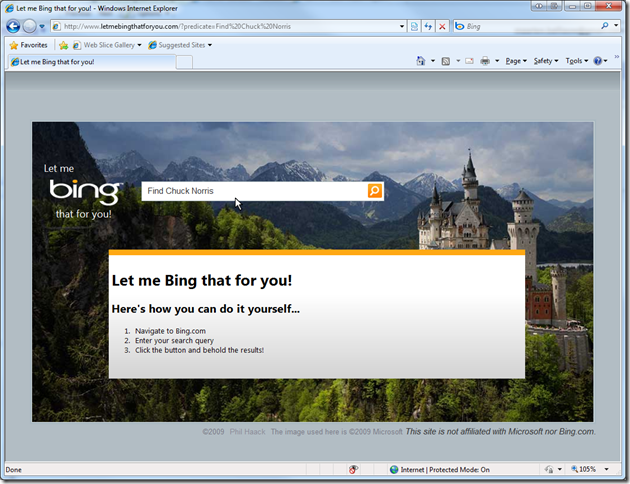 Let me Bing that for you! - Windows Internet Explorer
http://www.letmebingthatforyou.com/?predicate=Find%20Chuck%20Norris
Bing
Favorites Web Slice Gallery Suggested Sites
Let me Bing that for you!
Page Safety Tools
Let me
bing
that for you!
Find Chuck Norris
Let me Bing that for you!
Here's how you can do it yourself...
1. Navigate to Bing.com
2. Enter your search query
3. Click the button and behold the results!
©2009 Phil Haack The image used here is ©2009 Microsoft This site is not affiliated with Microsoft nor Bing.com.
Done Internet | Protected Mode: On 105%